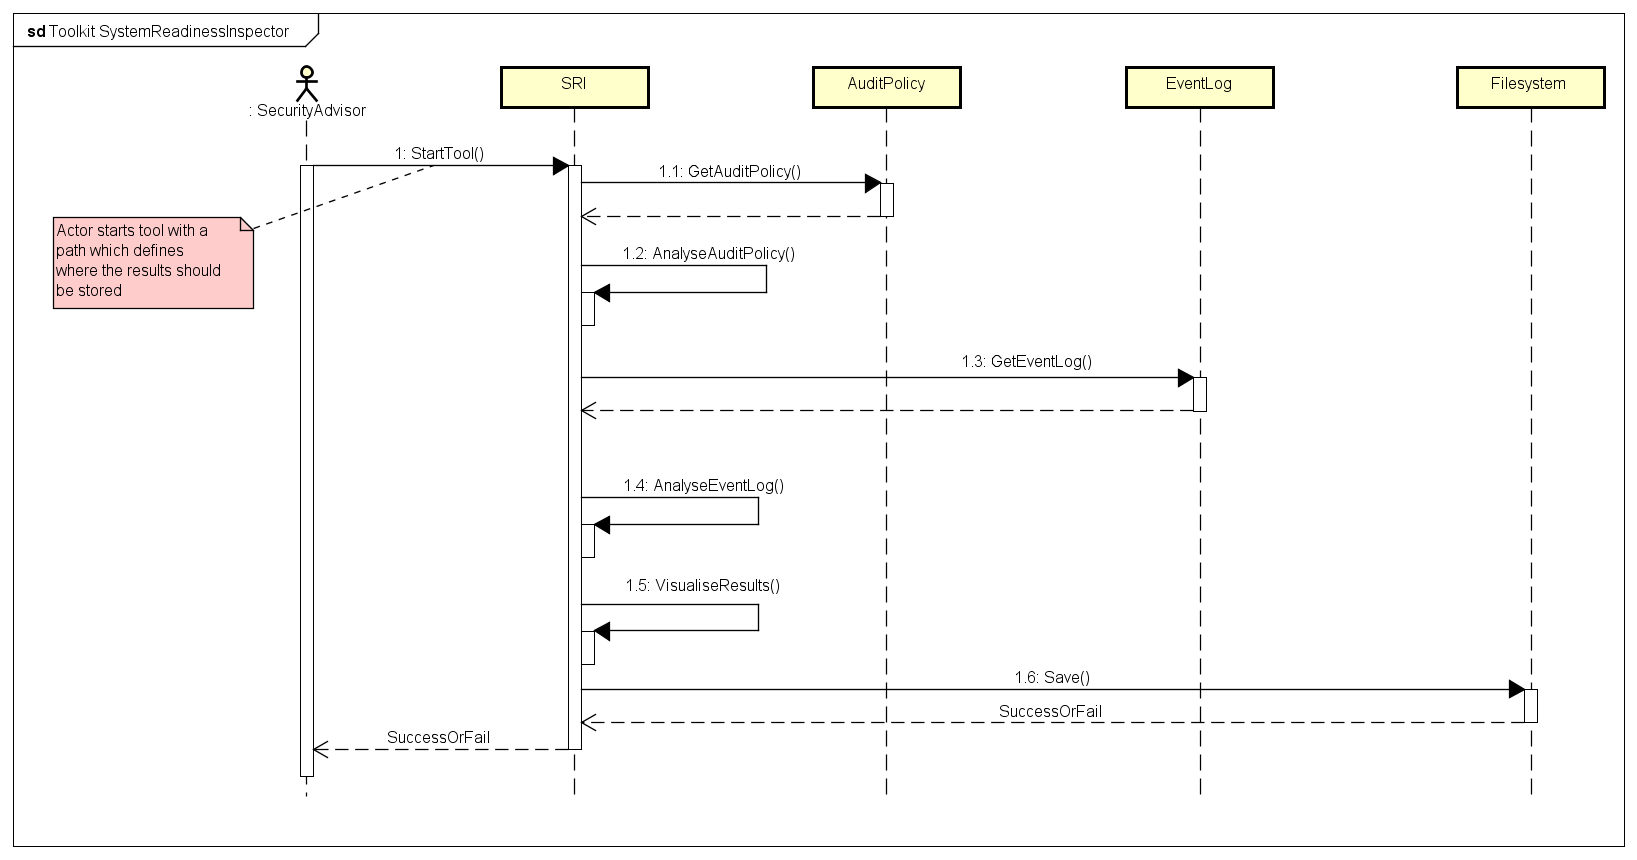 sd Toolkit SystemReadinessInspector
: SecurityAdvisor
SRI
AuditPolicy
EventLog
Filesystem
1: StartTool()
1.1: GetAuditPolicy()
Actor starts tool with a
path which defines
where the results should
be stored
1.2: AnalyseAuditPolicy()
1.3: GetEventLog()
1.4: AnalyseEventLog()
1.5: VisualiseResults()
1.6: Save()
SuccessOrFail
SuccessOrFail